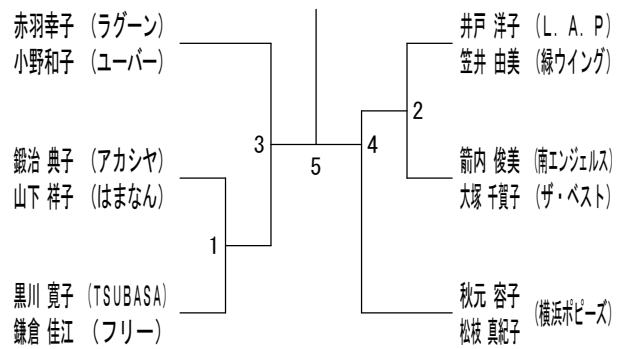 赤羽幸子 (ラグーン)
小野和子 (ユーバー)
鍛治 典子 (アカシヤ)
山下 祥子 (はまなん)
黒川 寛子 (TSUBASA)
鎌倉 佳江 (フリー)
1
3
5
4
2
井戸 洋子 (L. A. P)
笠井 由美 (緑ウイング)
箭内 俊美 (南エンジェルス)
大塚 千賀子 (ザ・ベスト)
秋元 容子
松枝 真紀子
(横浜ポピーズ)